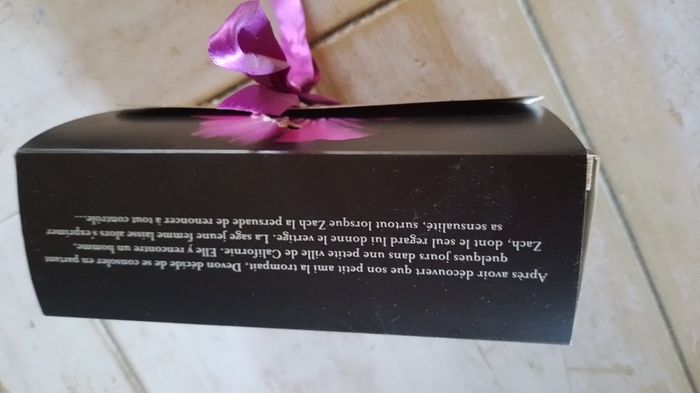 Après avoir découvert que son petit ami la trompait, Devon décide de se consoler en partant
quelques jours dans une petite ville de Californie. Elle y rencontre un homme,
Zach, dont le seul regard lui donne le vertige. La sage jeune femme laisse alors s'exprimer
sa sensualité, surtout lorsque Zach la persuade de renoncer à tout contrôle...